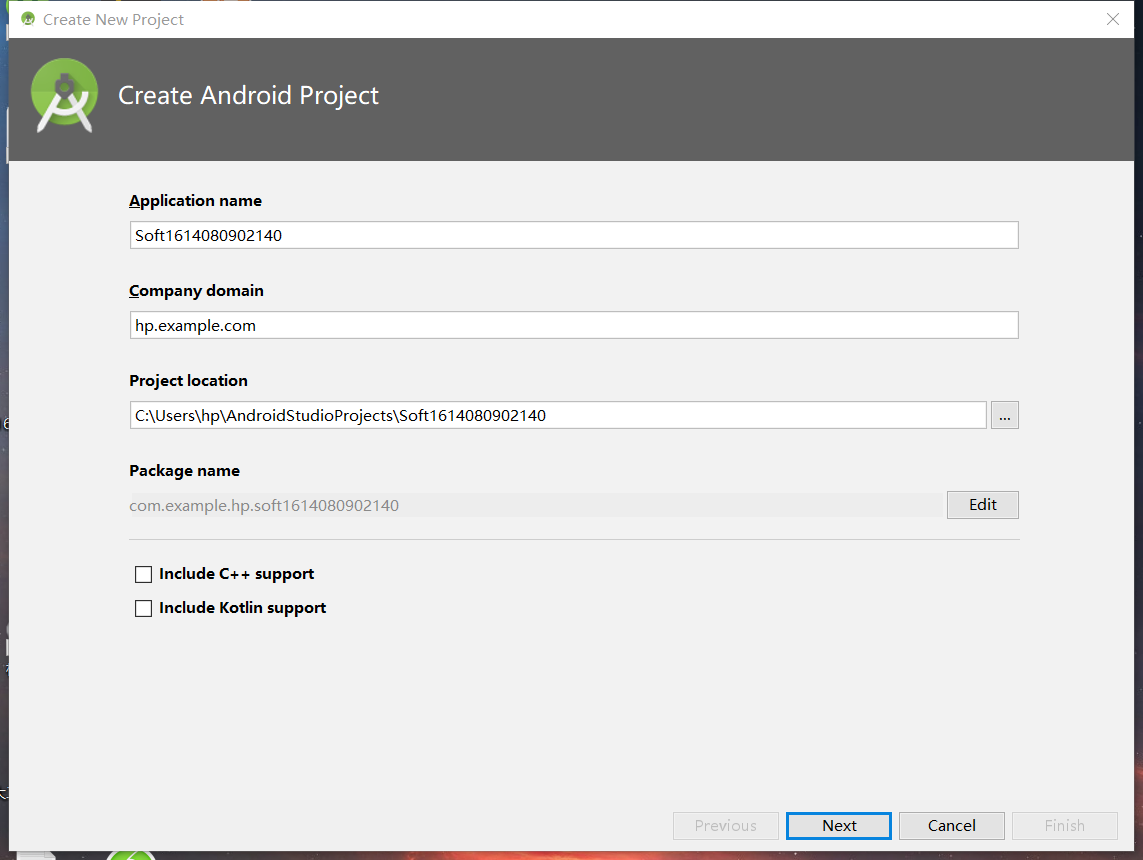 Create New Project
Create Android Project
Application name
Soft1614080902140
Company domain
hp.example.com
Project location
C:\Users\hp\AndroidStudioProjects\Soft1614080902140
...
Package name
com.example.hp.soft1614080902140
Edit
Include C++ support
Include Kotlin support
Previous
Next
Cancel
Finish